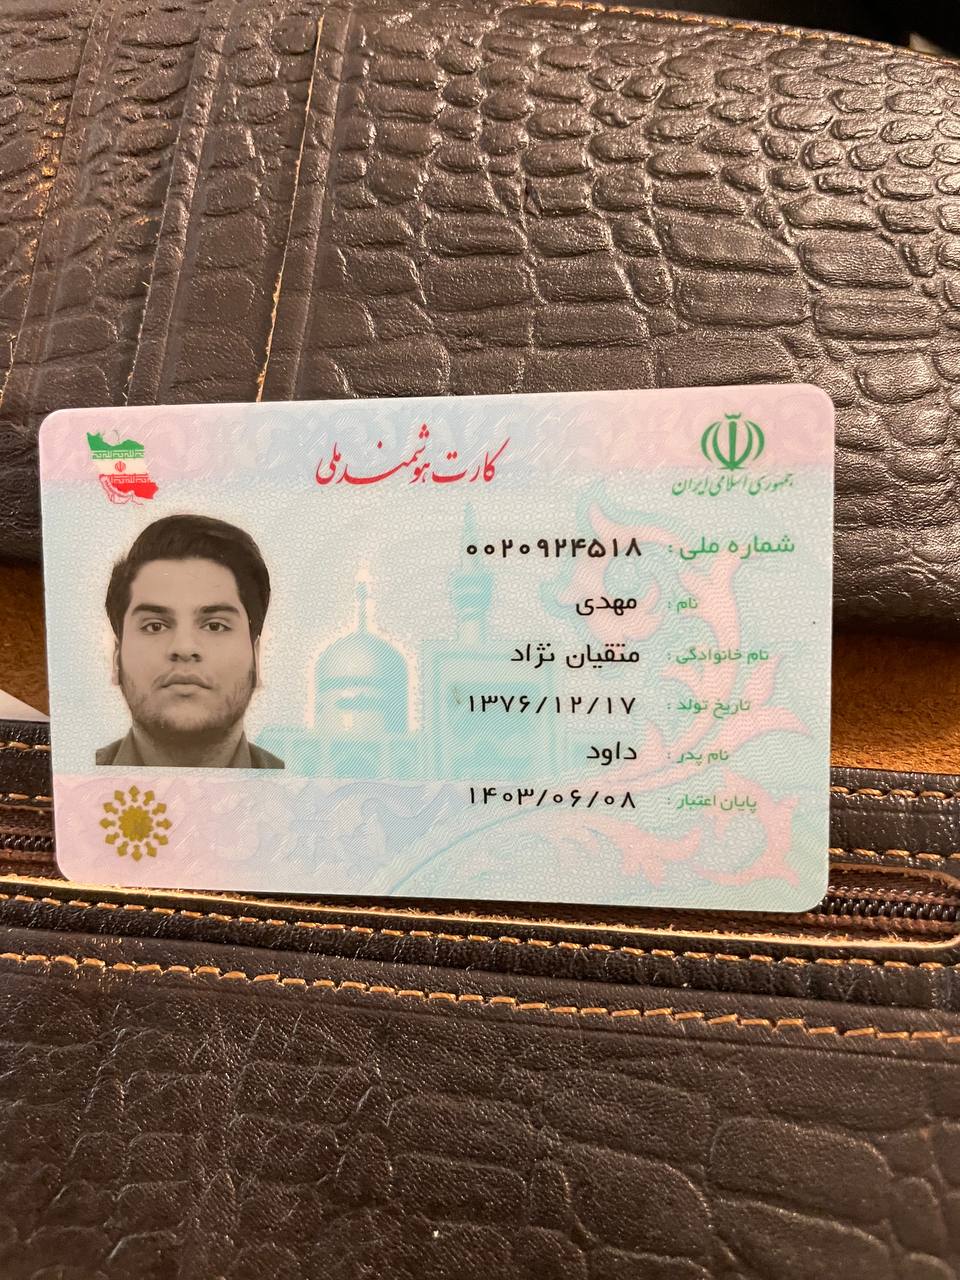 جمهوری اسلامی ایران
کارت هوشمند ملی
شماره ملی : ۰۰۲۰۹۲۴۵۱۸
نام : مهدی
نام خانوادگی : متقیان نژاد
تاریخ تولد : ۱۳۷۶/۱۲/۱۷
نام پدر : داود
پایان اعتبار : ۱۴۰۳/۰۶/۰۸